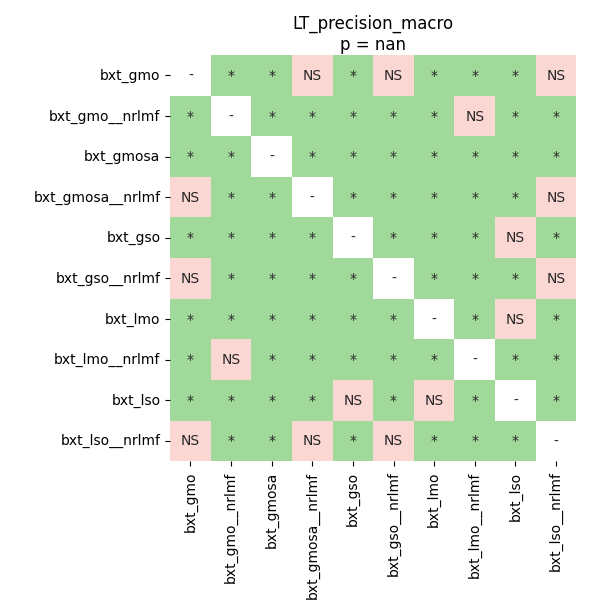 LT_precision_macro
p = nan
bxt_gmo - * * NS * NS * * * NS
bxt_gmo__nrlmf * - * * * * * NS * *
bxt_gmosa * * - * * * * * * *
bxt_gmosa__nrlmf NS * * - * * * * * NS
bxt_gso * * * * - * * * NS *
bxt_gso__nrlmf NS * * * * - * * * NS
bxt_lmo * * * * * * - * NS *
bxt_lmo__nrlmf * NS * * * * * - * *
bxt_lso * * * * NS * NS * - *
bxt_lso__nrlmf NS * * NS * NS * * * -
bxt_gmo
bxt_gmo__nrlmf
bxt_gmosa
bxt_gmosa__nrlmf
bxt_gso
bxt_gso__nrlmf
bxt_lmo
bxt_lmo__nrlmf
bxt_lso
bxt_lso__nrlmf